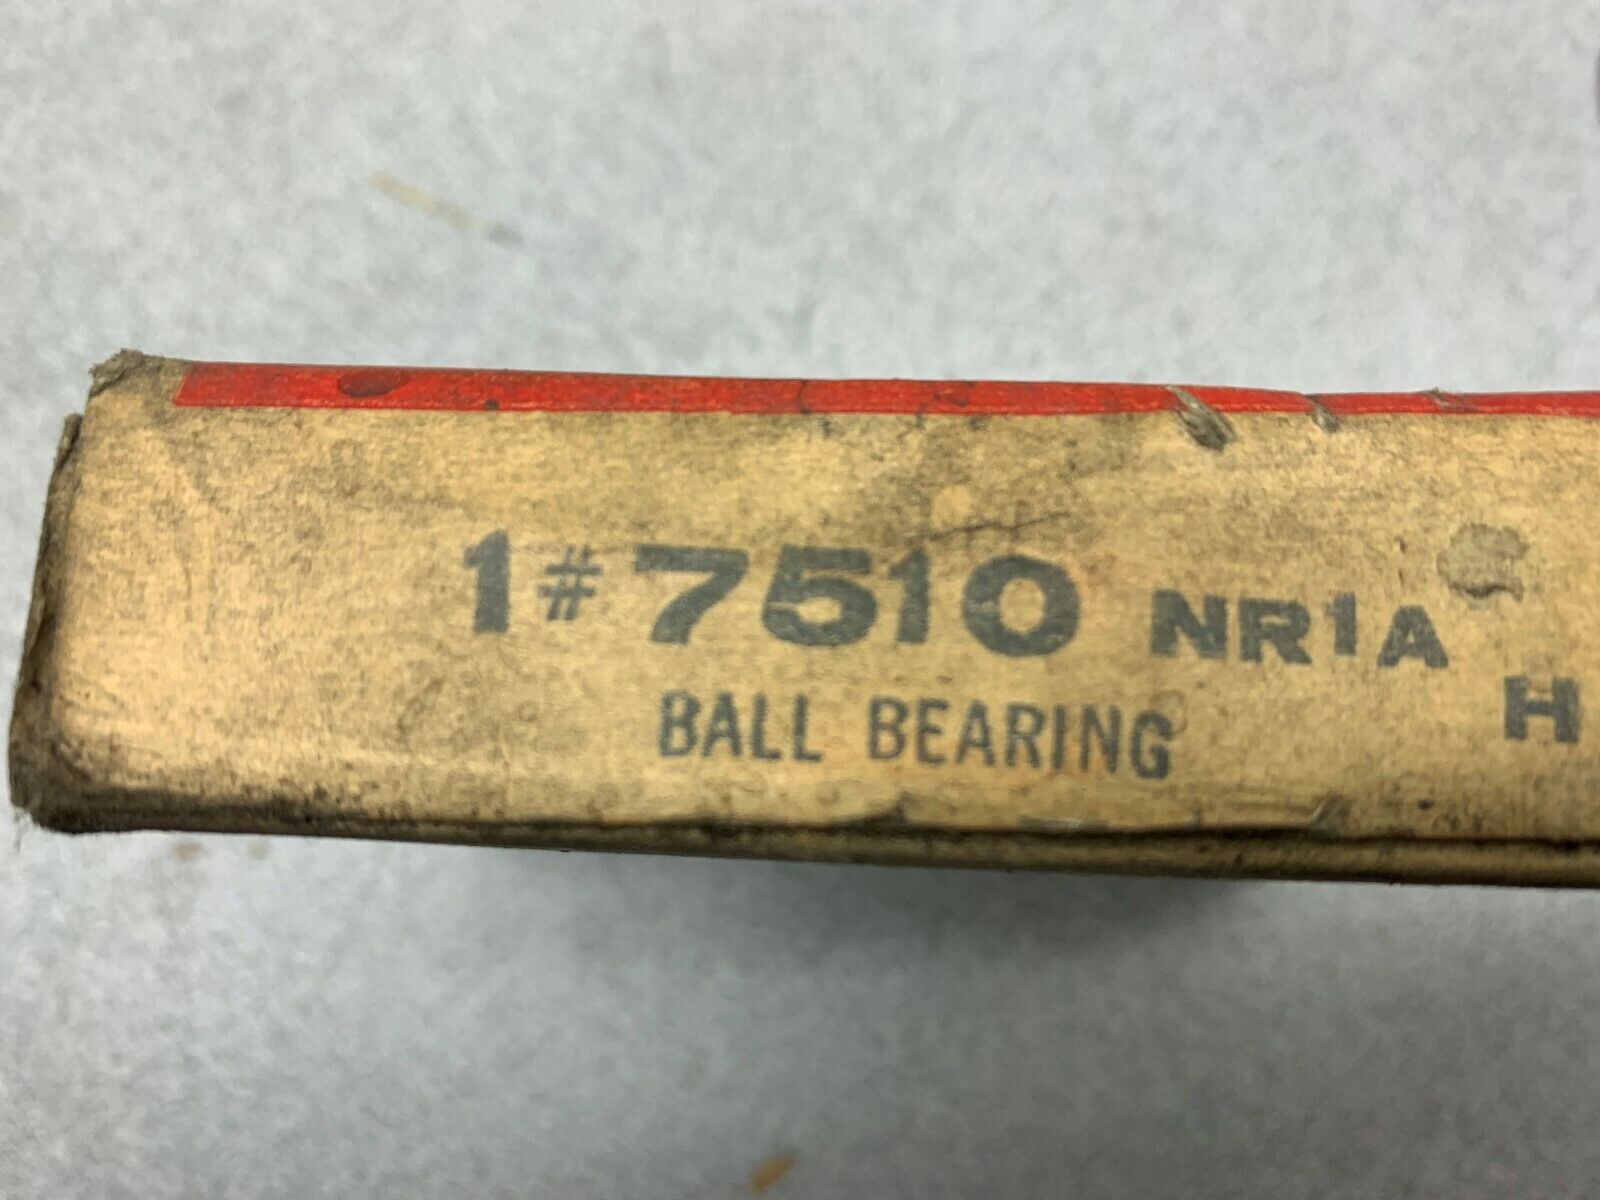 1#7510 NR1A
H
BALL BEARING